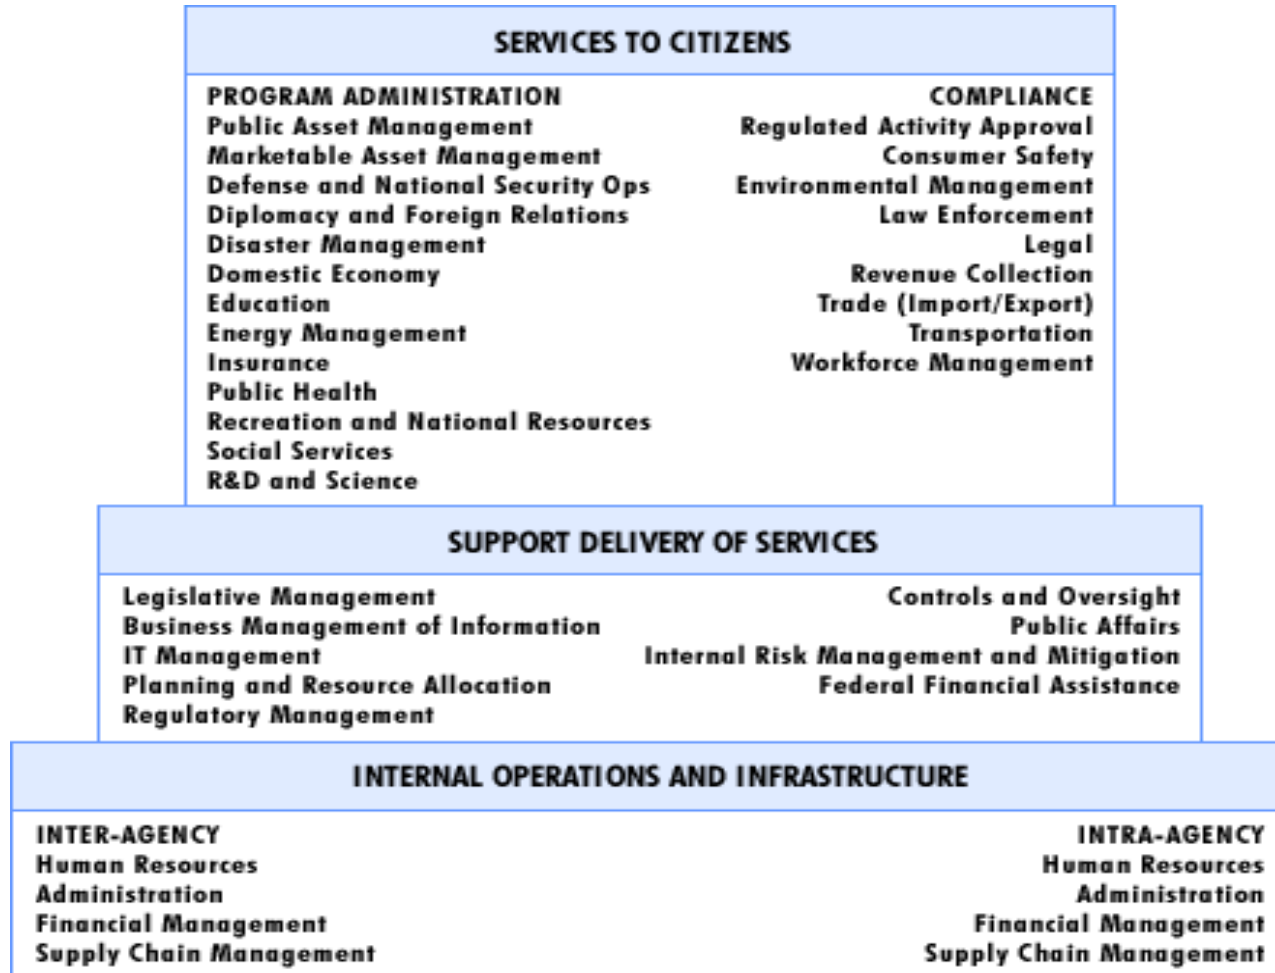 SERVICES TO CITIZENS
PROGRAM ADMINISTRATION
Public Asset Management
Marketable Asset Management
Defense and National Security Ops
Diplomacy and Foreign Relations
Disaster Management
Domestic Economy
Education
Energy Management
Insurance
Public Health
Recreation and National Resources
Social Services
R&D and Science
COMPLIANCE
Regulated Activity Approval
Consumer Safety
Environmental Management
Law Enforcement
Legal
Revenue Collection
Trade (Import/Export)
Transportation
Workforce Management
SUPPORT DELIVERY OF SERVICES
Legislative Management
Business Management of Information
IT Management
Planning and Resource Allocation
Regulatory Management
Controls and Oversight
Public Affairs
Internal Risk Management and Mitigation
Federal Financial Assistance
INTERNAL OPERATIONS AND INFRASTRUCTURE
INTER-AGENCY
Human Resources
Administration
Financial Management
Supply Chain Management
INTRA-AGENCY
Human Resources
Administration
Financial Management
Supply Chain Management